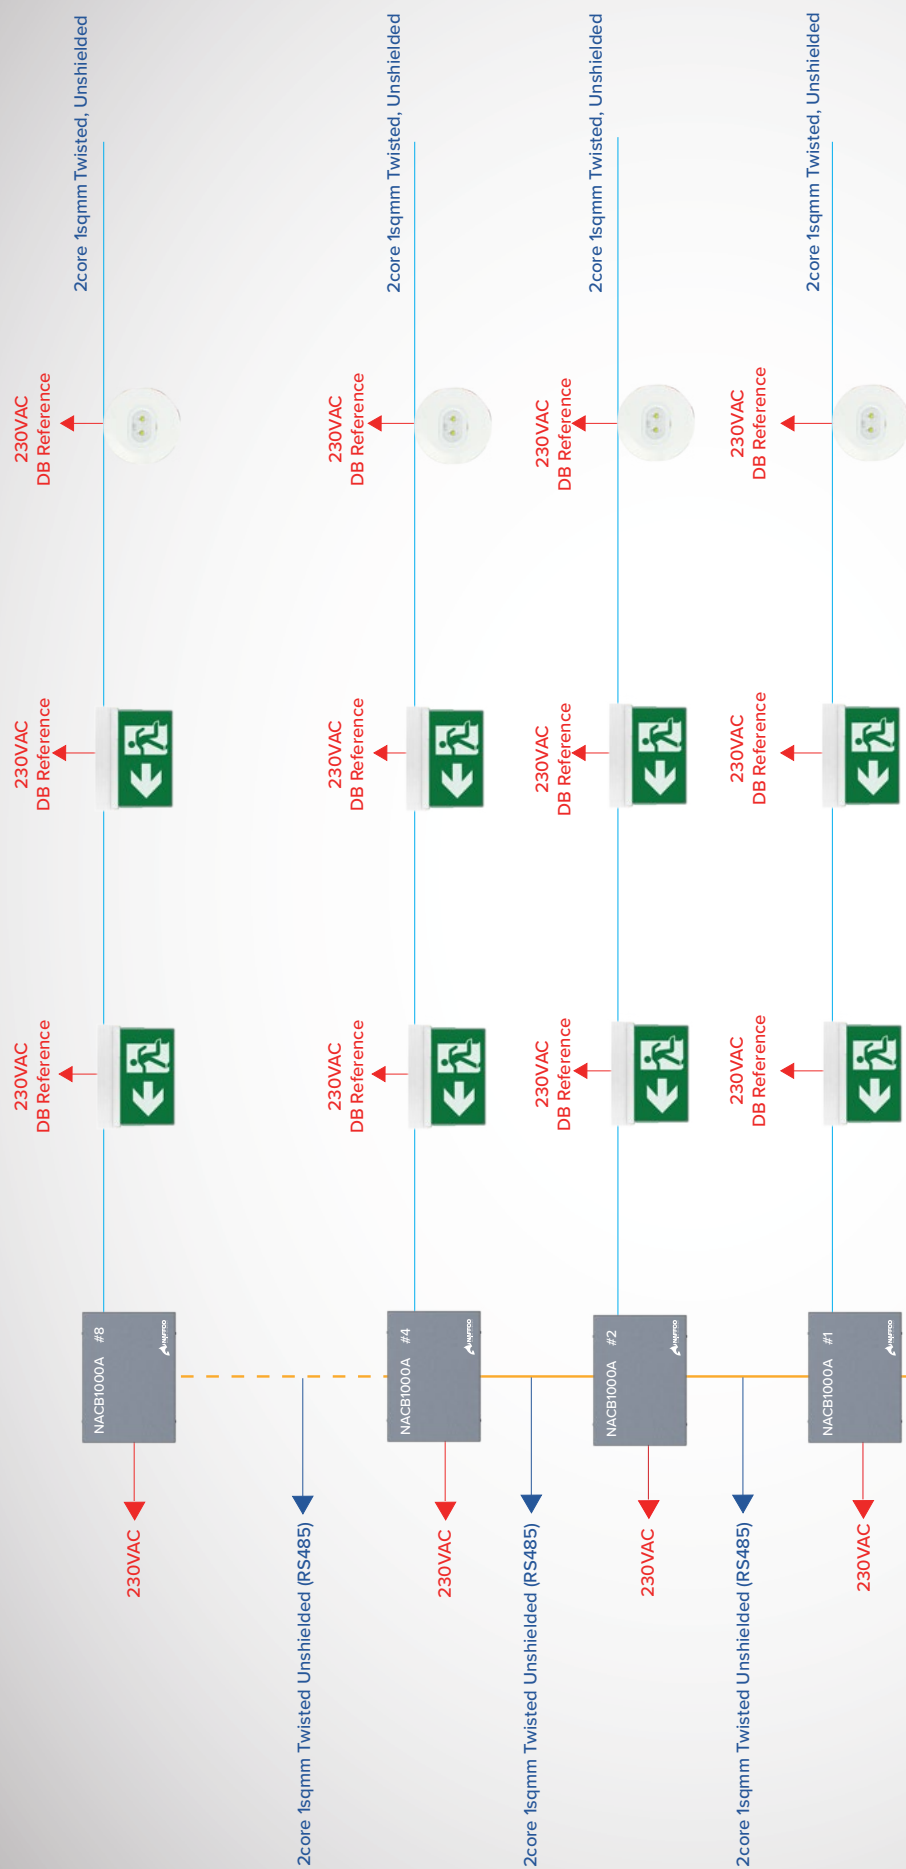 2core 1sqmm Twisted, Unshielded
230VAC
DB Reference
230VAC
DB Reference
230VAC
DB Reference
NACB1000A #8
NAFFCO
230VAC
2core 1sqmm Twisted Unshielded (RS485)
2core 1sqmm Twisted, Unshielded
230VAC
DB Reference
230VAC
DB Reference
230VAC
DB Reference
NACB1000A #4
NAFFCO
230VAC
2core 1sqmm Twisted Unshielded (RS485)
2core 1sqmm Twisted, Unshielded
230VAC
DB Reference
230VAC
DB Reference
230VAC
DB Reference
NACB1000A #2
NAFFCO
230VAC
2core 1sqmm Twisted Unshielded (RS485)
2core 1sqmm Twisted, Unshielded
230VAC
DB Reference
230VAC
DB Reference
230VAC
DB Reference
NACB1000A #1
NAFFCO
230VAC